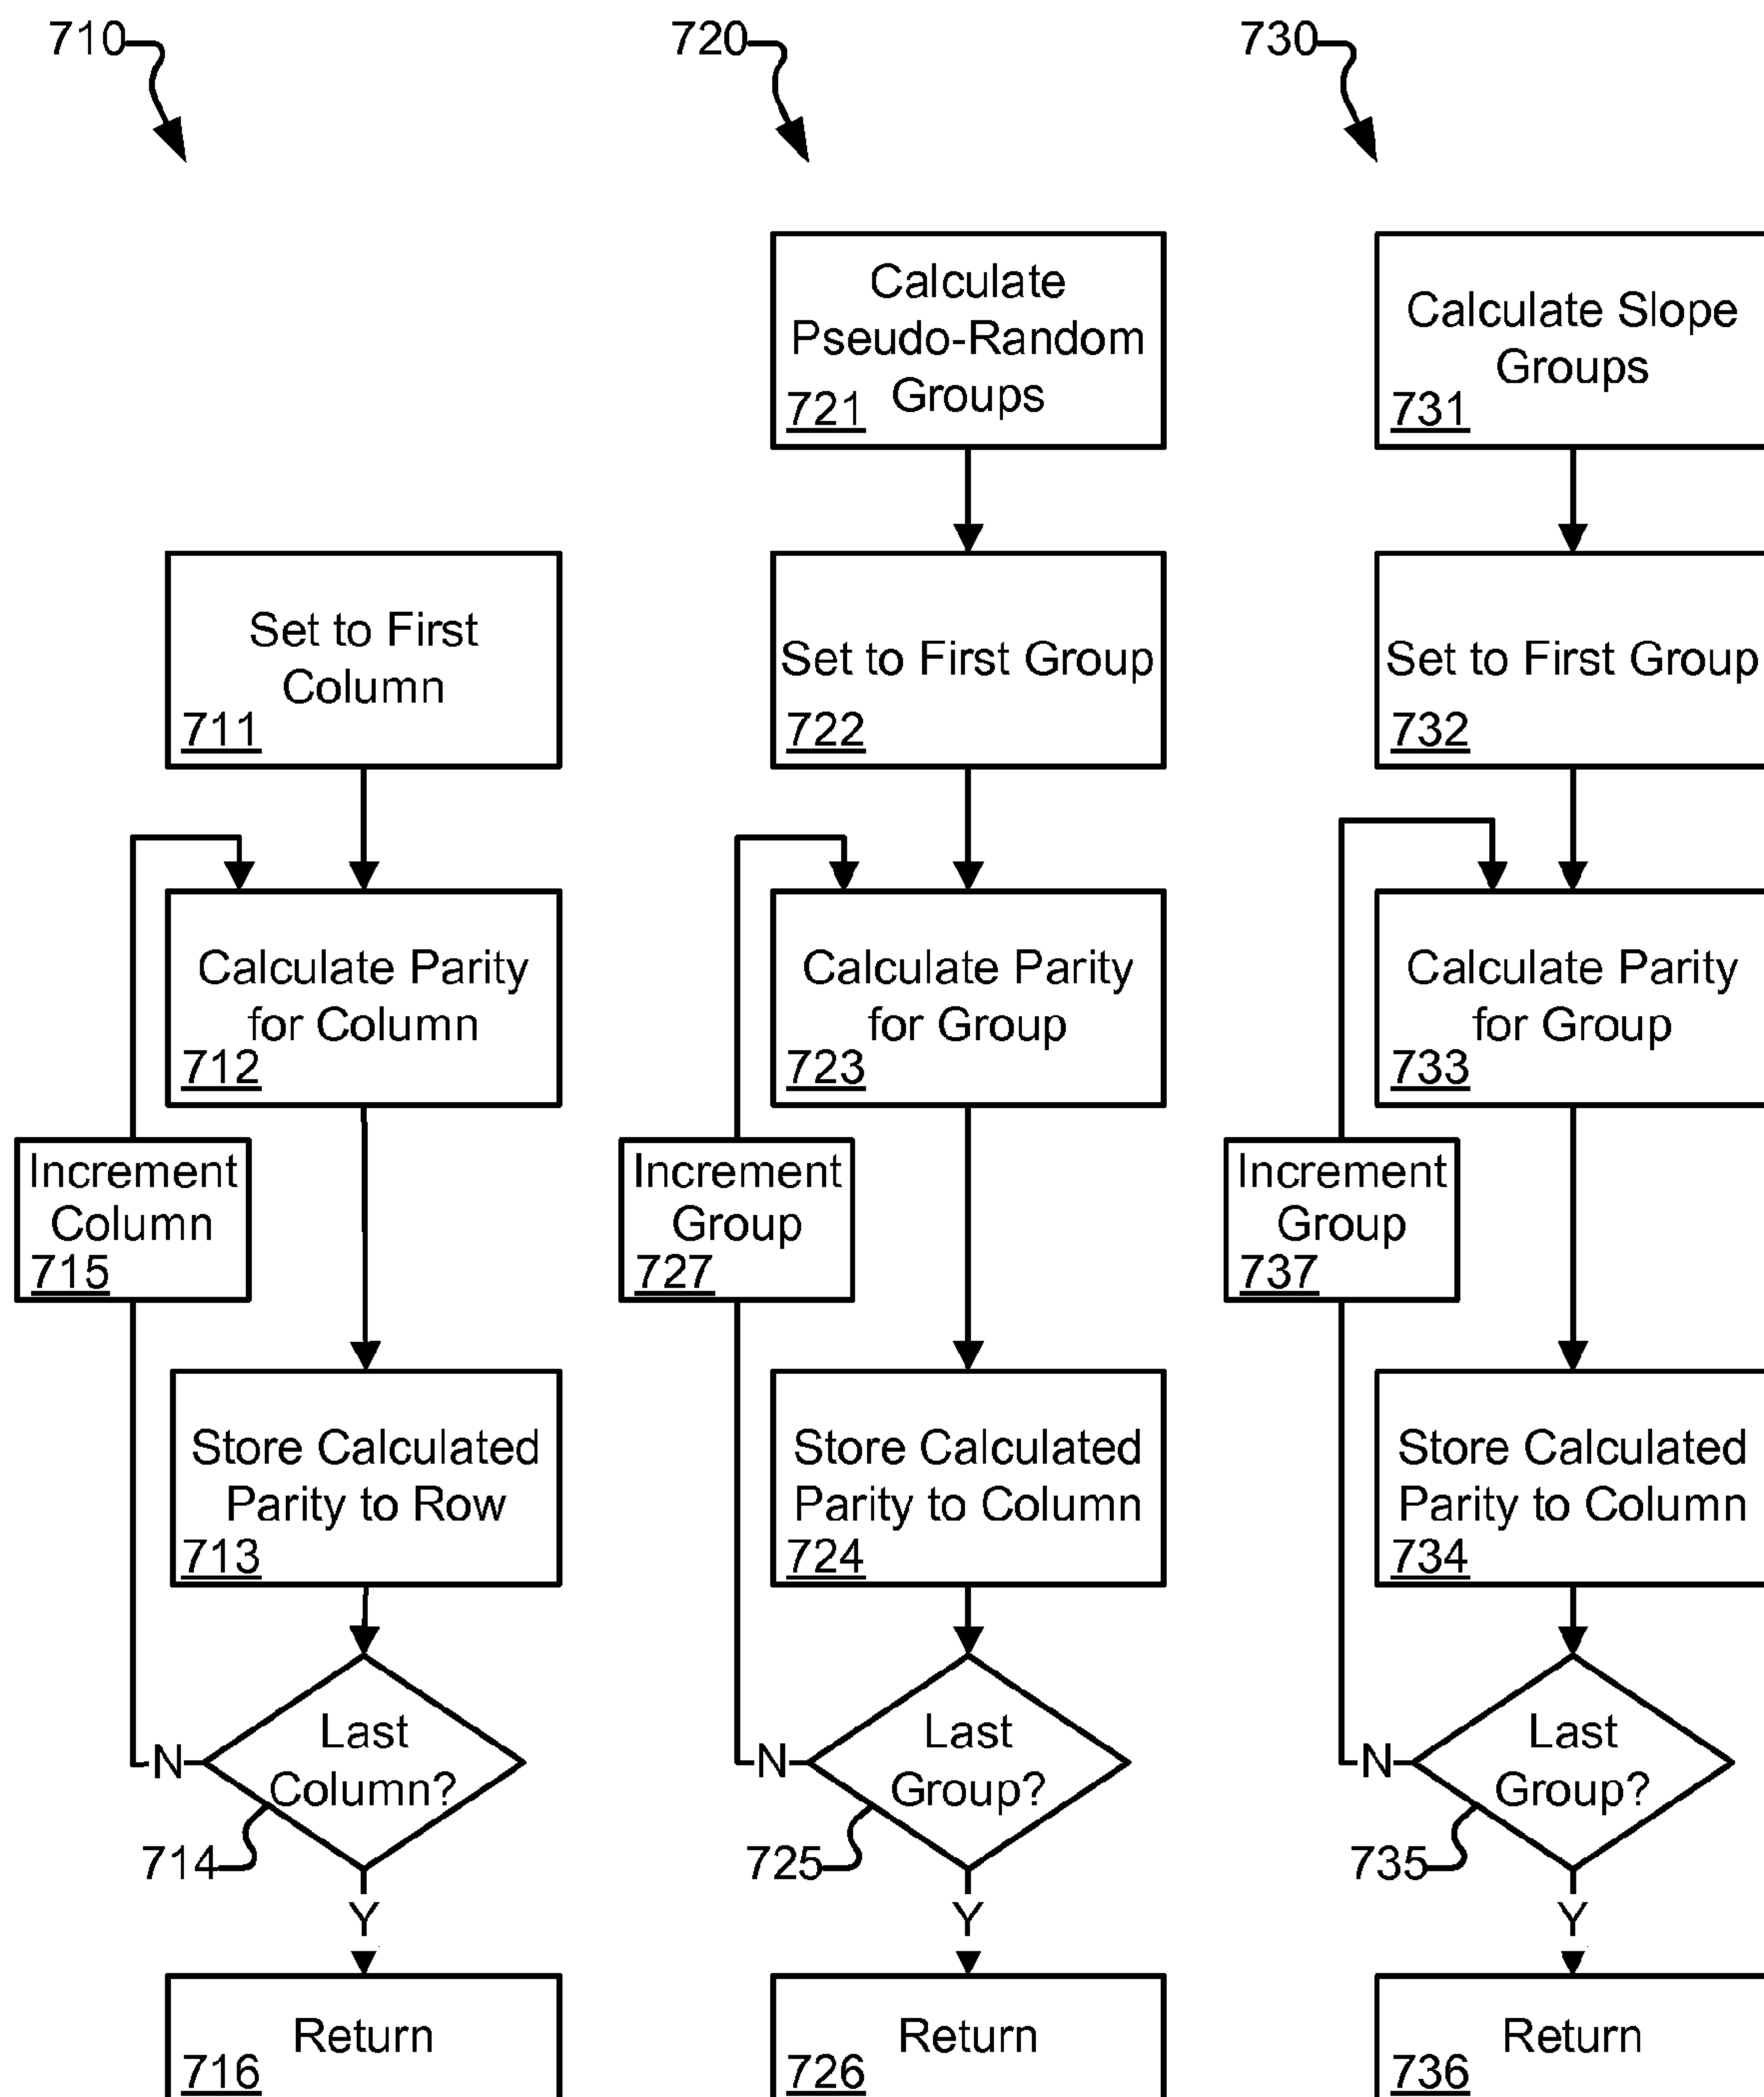 710
720
730
Calculate
Pseudo-Random
Groups
721
Calculate Slope
Groups
731
Set to First
Column
711
Set to First Group
722
Set to First Group
732
Calculate Parity
for Column
712
Calculate Parity
for Group
723
Calculate Parity
for Group
733
Increment
Column
715
Increment
Group
727
Increment
Group
737
Store Calculated
Parity to Row
713
Store Calculated
Parity to Column
724
Store Calculated
Parity to Column
734
Last
Column?
N
714
Y
Last
Group?
N
725
Y
Last
Group?
N
735
Y
Return
716
Return
726
Return
736